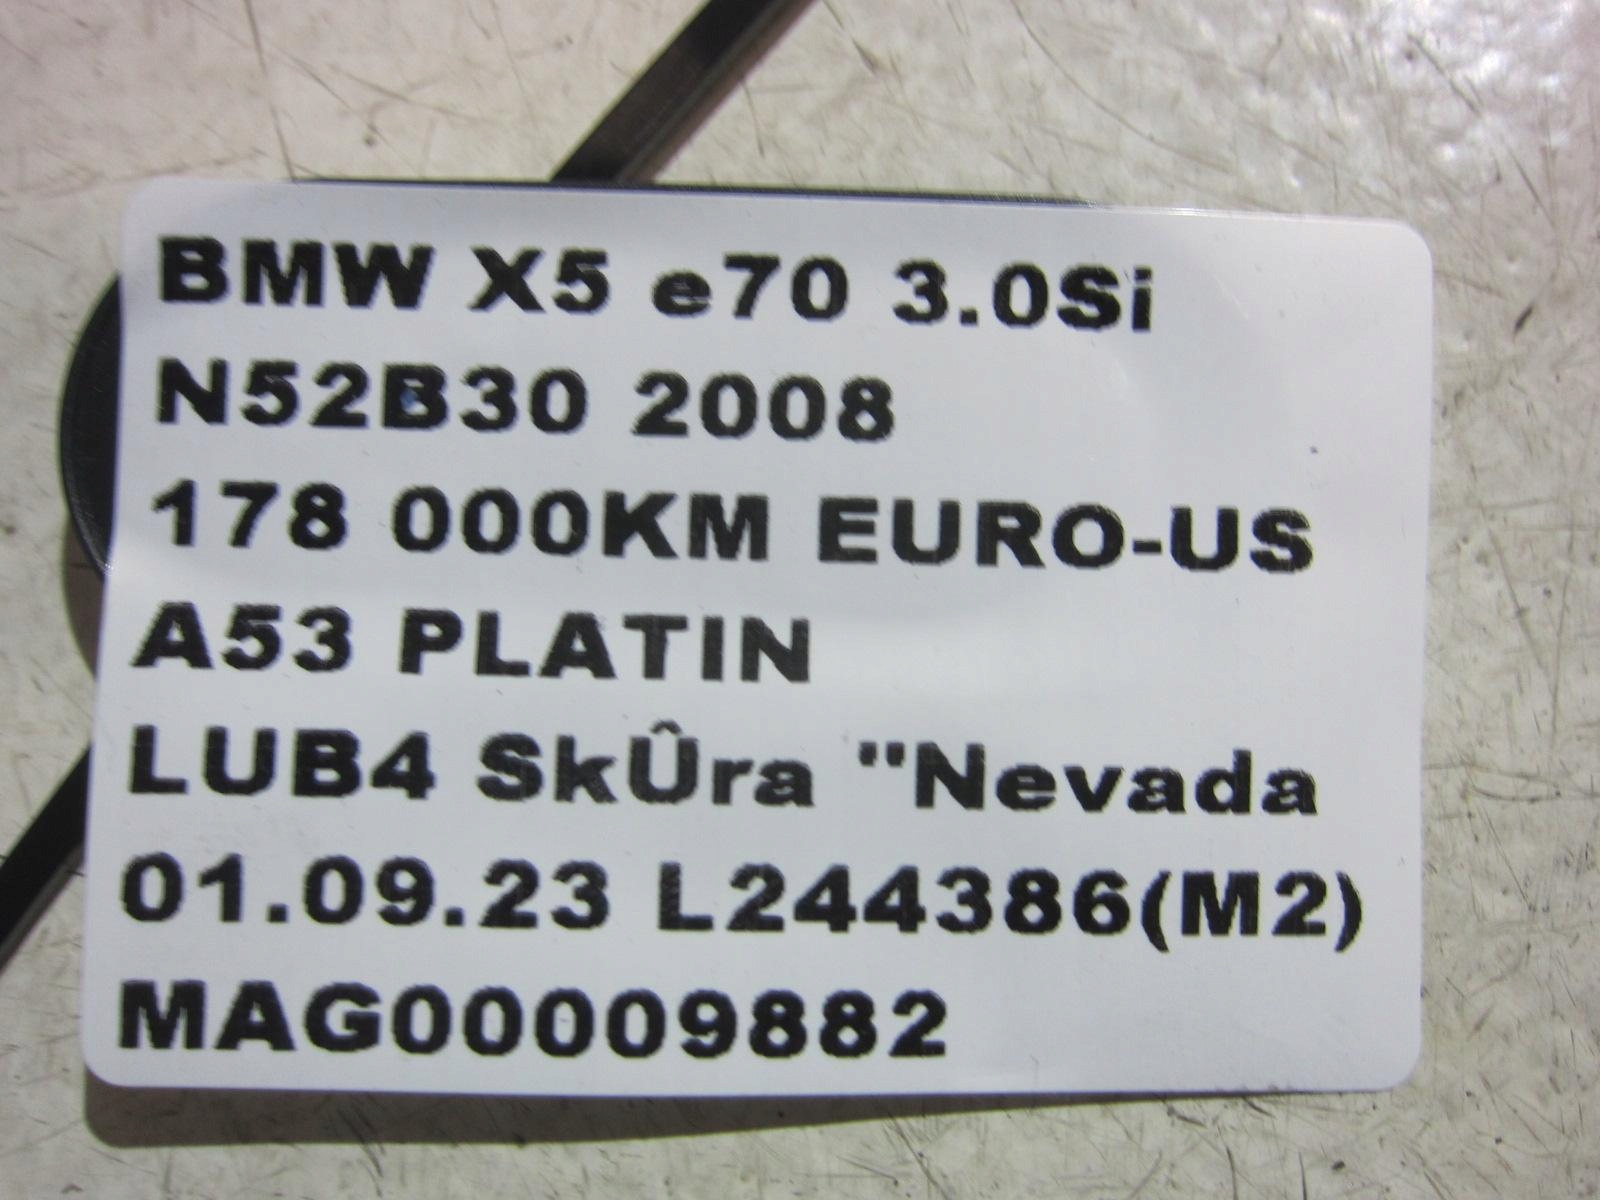 BMW X5 e70 3.0Si
N52B30 2008
178 000KM EURO-US
A53 PLATIN
LUB4 SkÛra "Nevada
01.09.23 L244386(M2)
MAG00009882